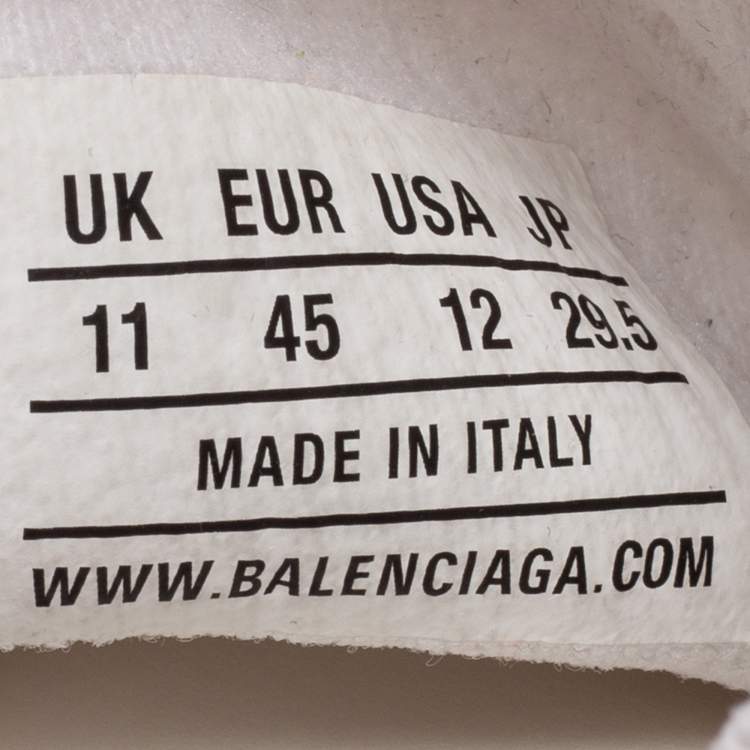 UK EUR USA JP
11 45 12 29.5
MADE IN ITALY
WWW.BALENCIAGA.COM